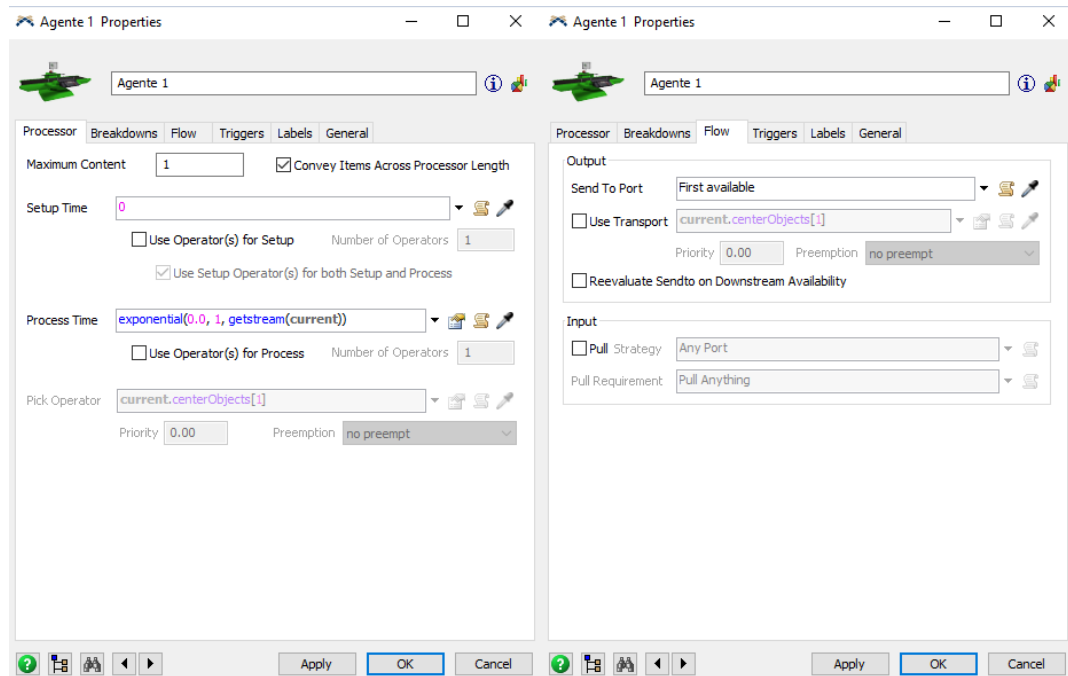 Agente 1 Properties
Agente 1
Processor Breakdowns Flow Triggers Labels General
Maximum Content 1 Convey Items Across Processor Length
Setup Time 0
Use Operator(s) for Setup Number of Operators 1
Use Setup Operator(s) for both Setup and Process
Process Time exponential(0.0, 1, getstream(current))
Use Operator(s) for Process Number of Operators 1
Pick Operator current.centerObjects[1]
Priority 0.00 Preemption no preempt
Apply OK Cancel
Agente 1 Properties
Agente 1
Processor Breakdowns Flow Triggers Labels General
Output
Send To Port First available
Use Transport current.centerObjects[1]
Priority 0.00 Preemption no preempt
Reevaluate Sendto on Downstream Availability
Input
Pull Strategy Any Port
Pull Requirement Pull Anything
Apply OK Cancel